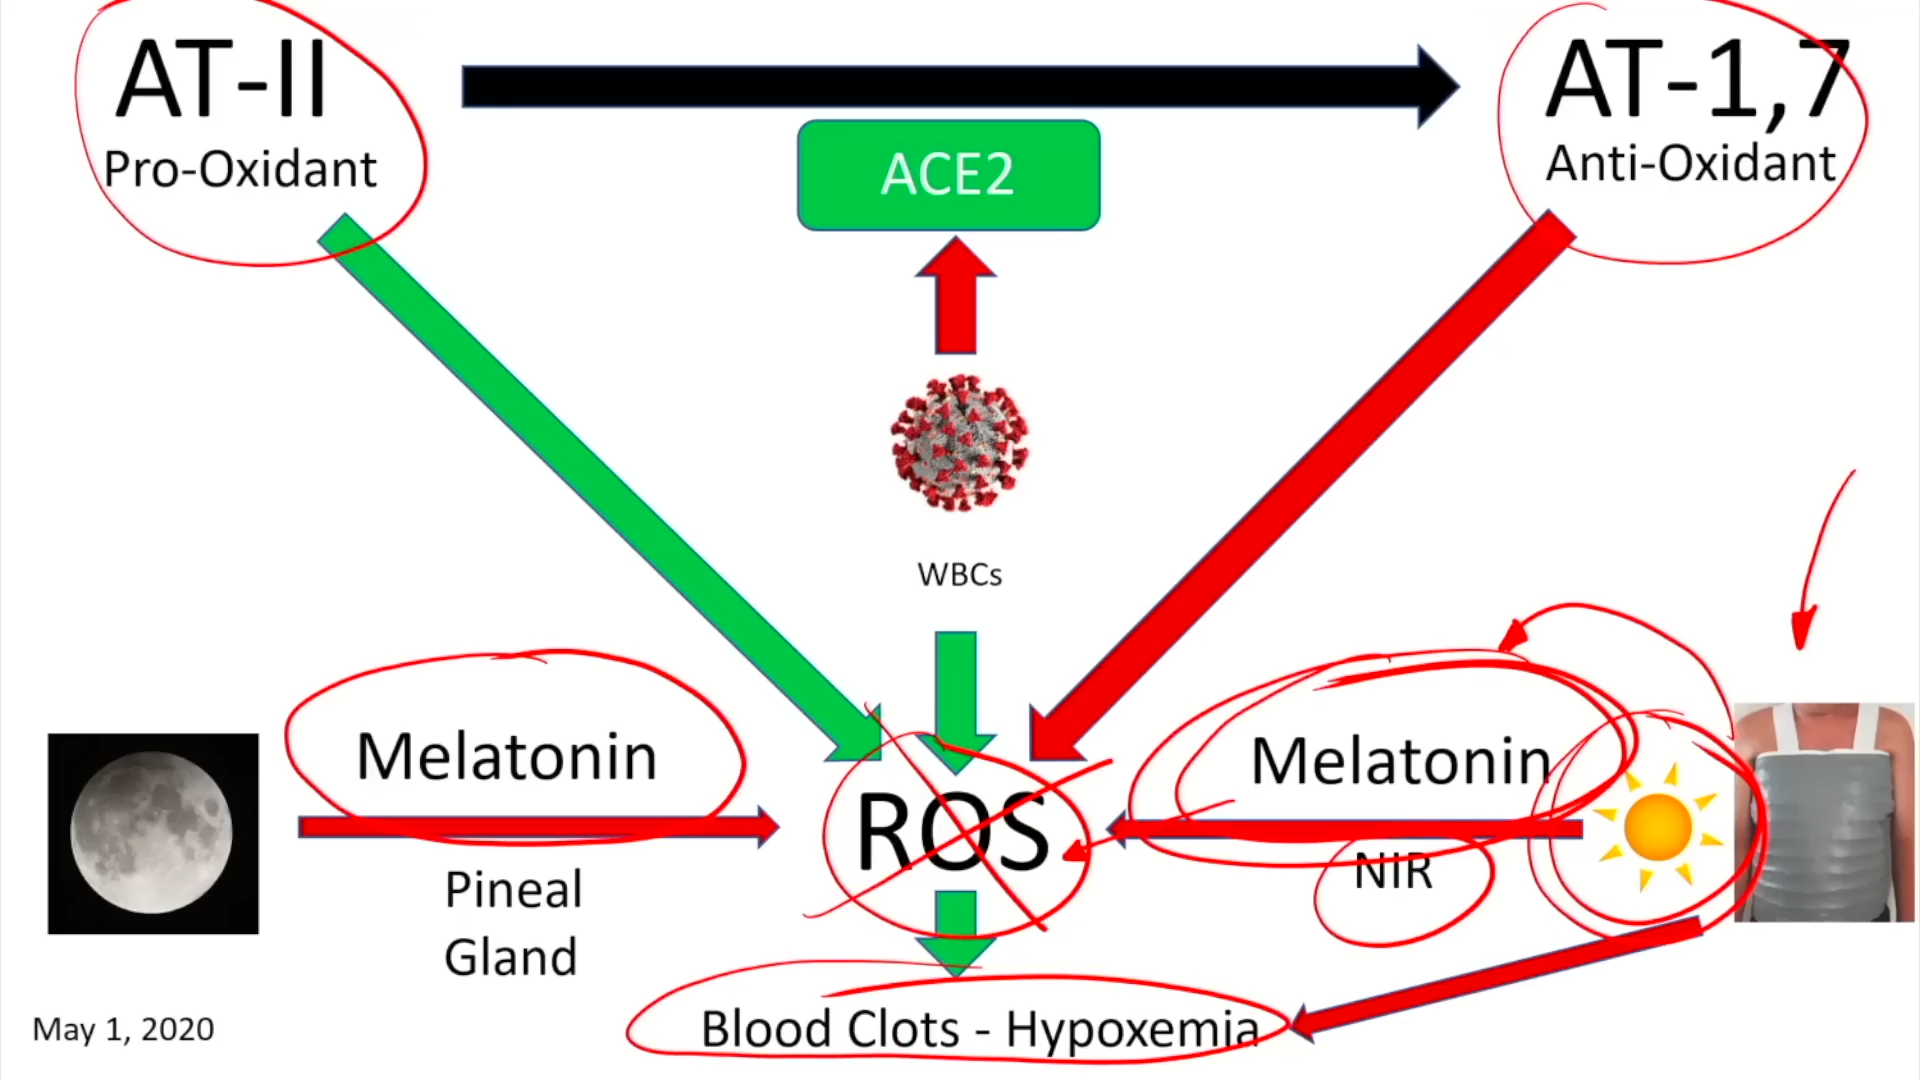 AT-II
Pro-Oxidant
AT-1,7
Anti-Oxidant
ACE2
WBCs
Melatonin
Melatonin
ROS
NIR
Pineal
Gland
Blood Clots - Hypoxemia
May 1, 2020